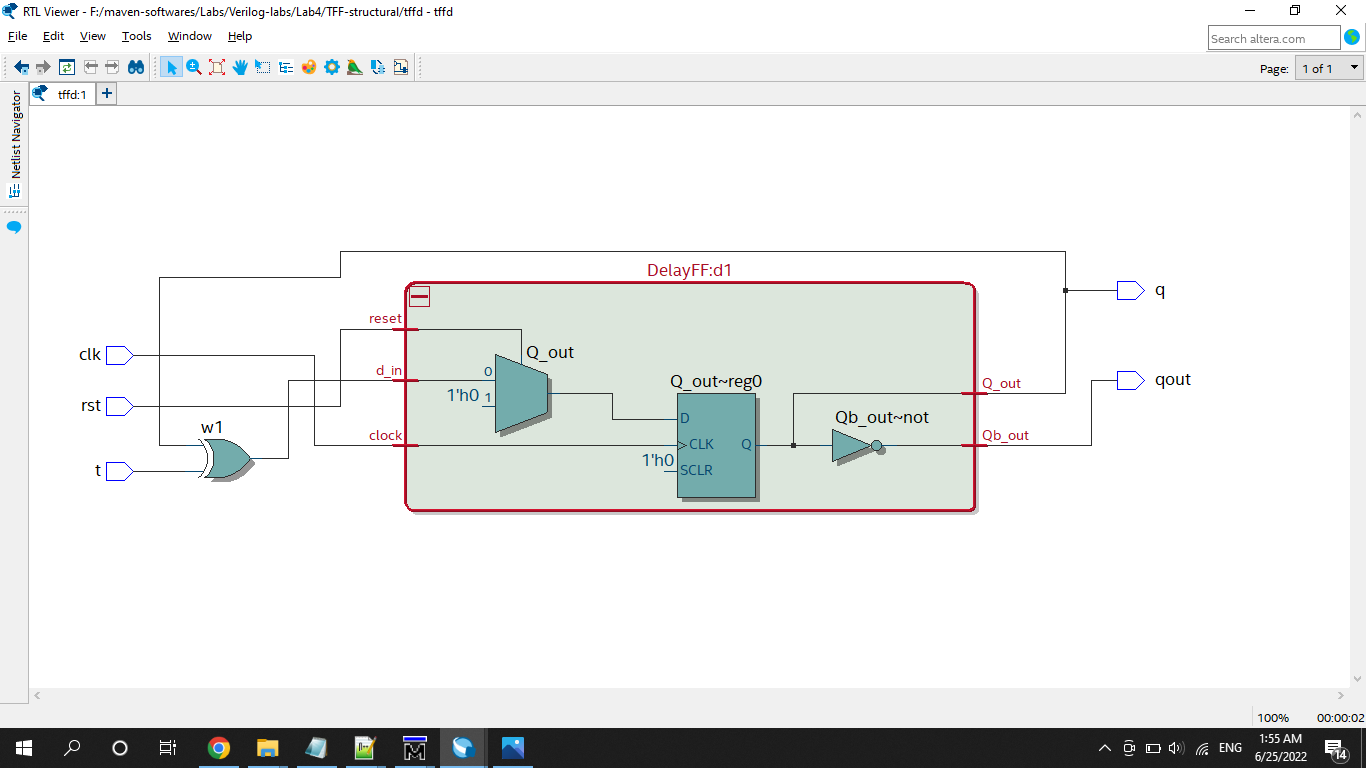 RTL Viewer - F:/maven-softwares/Labs/Verilog-labs/Lab4/TFF-structural/tffd - tffd
File Edit View Tools Window Help
Search altera.com
Page: 1 of 1
tffd:1
Netlist Navigator
DelayFF:d1
q
reset
clk
Q_out
d_in
0
1'h0
1
Q_out~reg0
Q_out
qout
rst
D
Qb_out~not
w1
clock
CLK
Q
Qb_out
1'h0
SCLR
t
100% 00:00:02
ENG
1:55 AM
6/25/2022
14